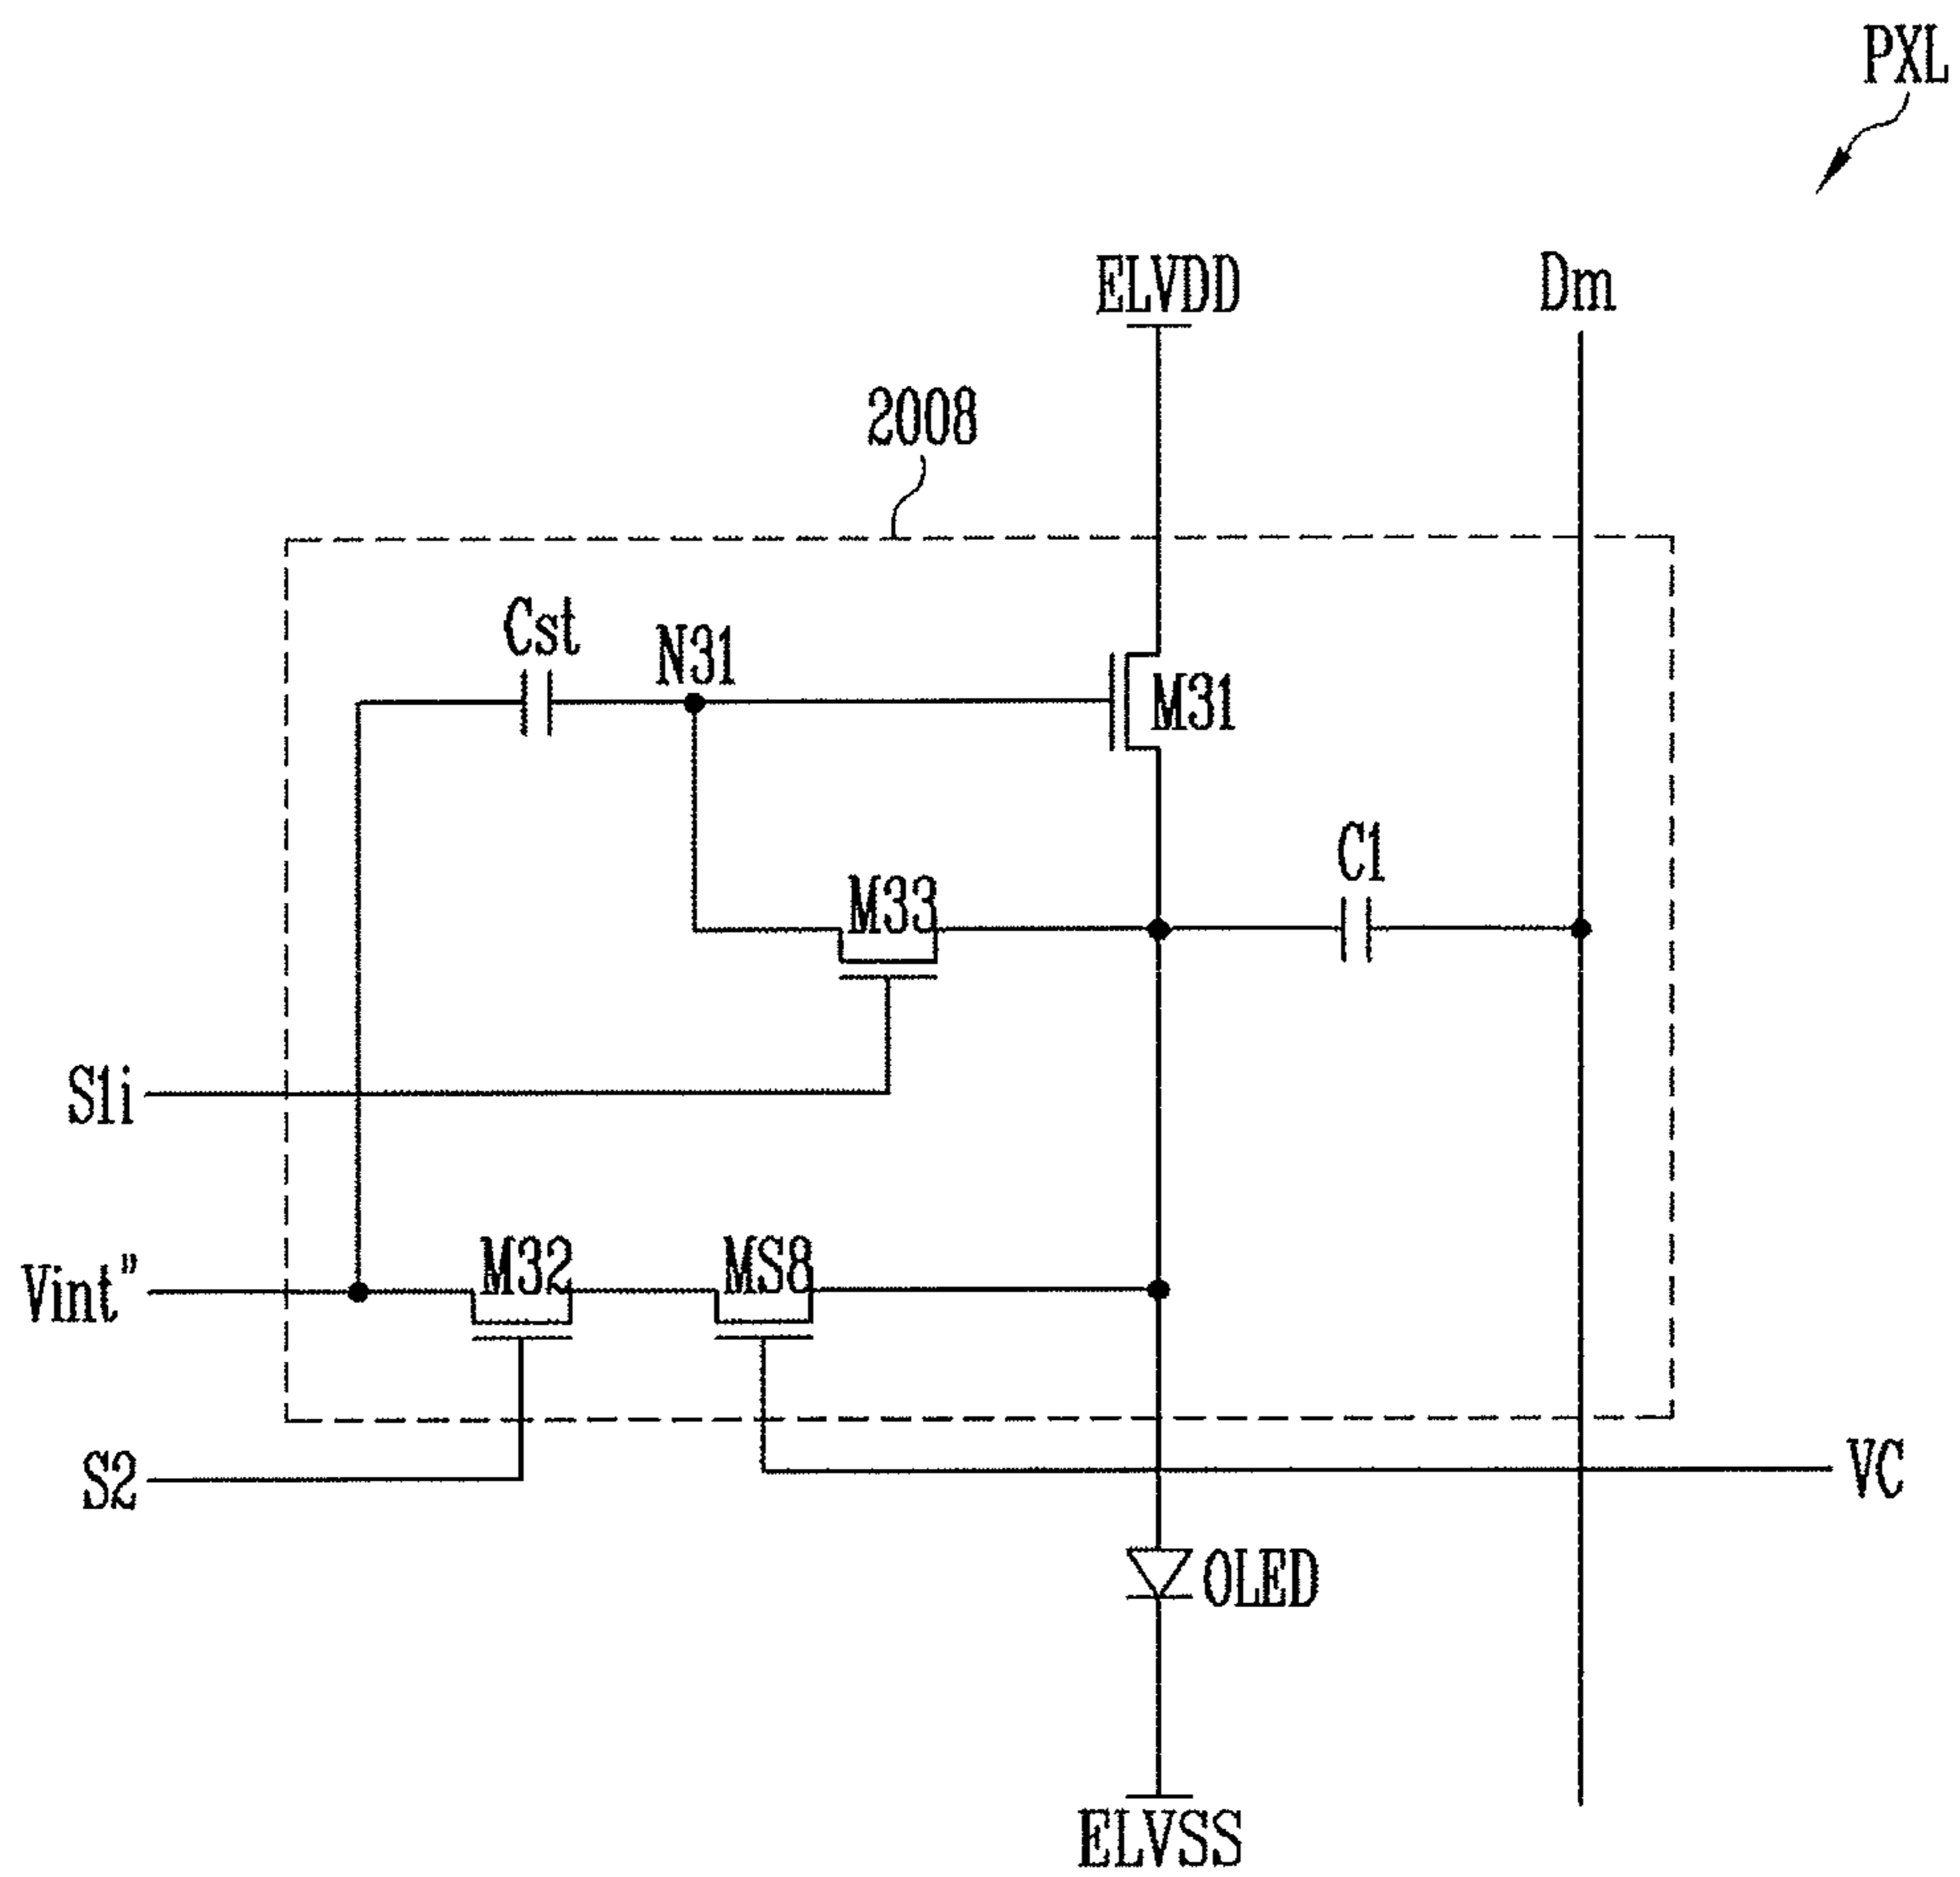 PXL
ELVDD
Dm
2008
Cst
N31
M31
C1
M33
S1i
M32
MS8
Vint"
S2
VC
OLED
ELVSS